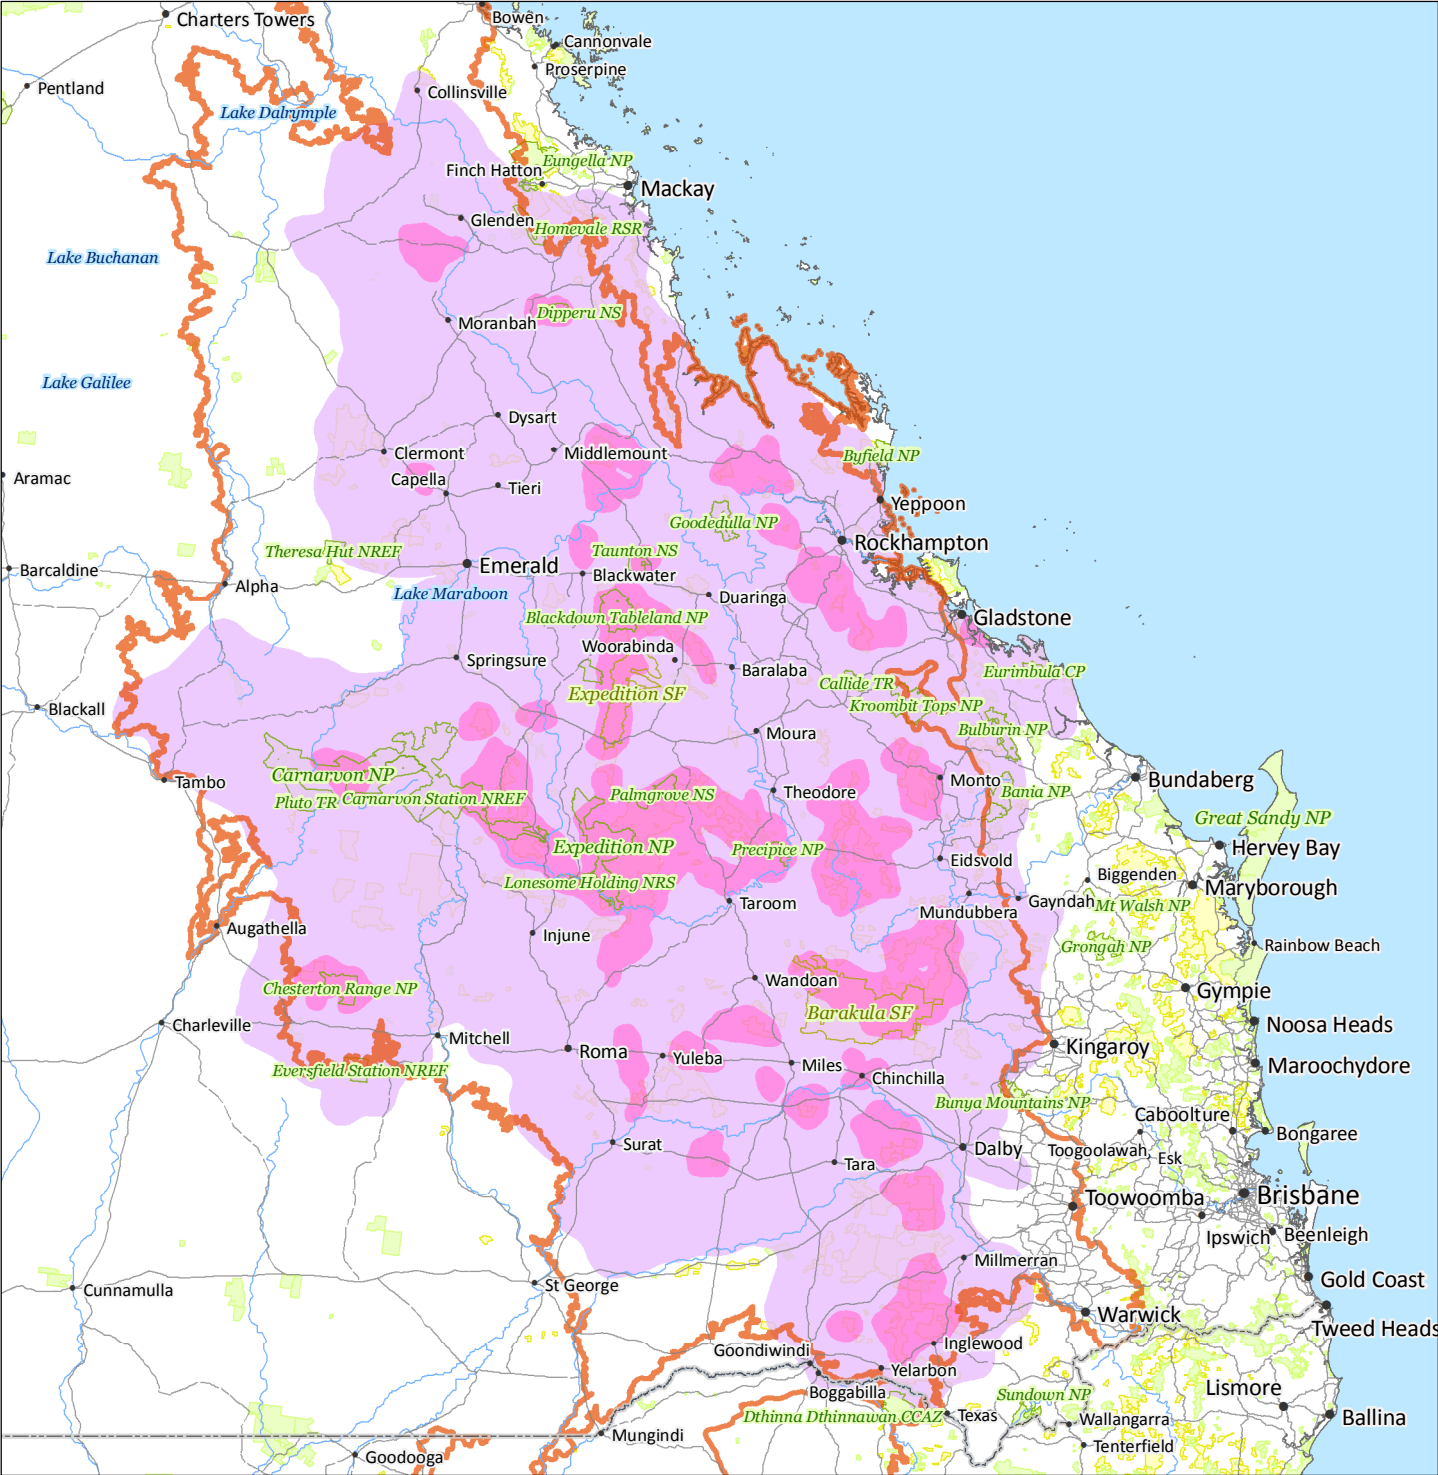 Charters Towers
Bowen
Cannonvale
Proserpine
Pentland
Collinsville
Lake Dalrymple
Eungella NP
Finch Hatton
Mackay
Glenden
Homevale RSR
Lake Buchanan
Dipperu NS
Moranbah
Lake Galilee
Dysart
Clermont
Middlemount
Byfield NP
Aramac
Capella
Tieri
Yeppoon
Goodedulla NP
Rockhampton
Theresa Hut NREF
Taunton NS
Emerald
Barcaldine
Blackwater
Alpha
Lake Maraboon
Duaringa
Blackdown Tableland NP
Gladstone
Woorabinda
Springsure
Baralaba
Eurimbula CP
Callide TR
Expedition SF
Kroombit Tops NP
Blackall
Moura
Bulburin NP
Carnarvon NP
Tambo
Monto
Bundaberg
Pluto TR
Carnarvon Station NREF
Palmgrove NS
Theodore
Bania NP
Great Sandy NP
Expedition NP
Precipice NP
Hervey Bay
Eidsvold
Biggenden
Lonesome Holding NRS
Maryborough
Taroom
Mundubbera
Gayndah
Mt Walsh NP
Augathella
Injune
Grongah NP
Rainbow Beach
Chesterton Range NP
Wandoan
Gympie
Barakula SF
Charleville
Noosa Heads
Mitchell
Roma
Yuleba
Kingaroy
Miles
Maroochydore
Eversfield Station NREF
Chinchilla
Bunya Mountains NP
Caboolture
Surat
Dalby
Bongaree
Toogoolawah
Esk
Tara
Toowoomba
Brisbane
Ipswich
Beenleigh
Millmerran
Cunnamulla
St George
Gold Coast
Warwick
Tweed Heads
Goondiwindi
Inglewood
Yelarbon
Boggabilla
Sundown NP
Lismore
Dthinna Dthinnawan CCAZ
Texas
Wallangarra
Ballina
Mungindi
Tenterfield
Goodooga